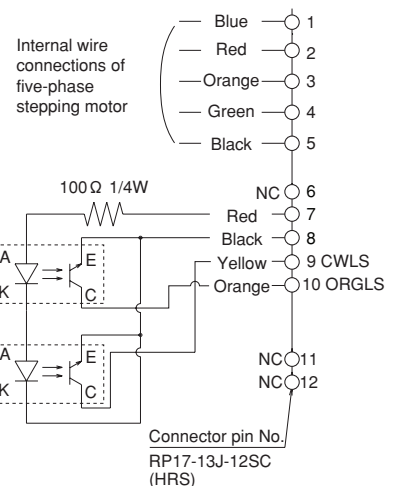 Blue 1
Internal wire
connections of
five-phase
stepping motor
Red 2
Orange 3
Green 4
Black 5
NC 6
100Ω 1/4W
Red 7
Black 8
Yellow 9 CWLS
Orange 10 ORGLS
A E
K C
A E
K C
NC 11
NC 12
Connector pin No.
RP17-13J-12SC
(HRS)